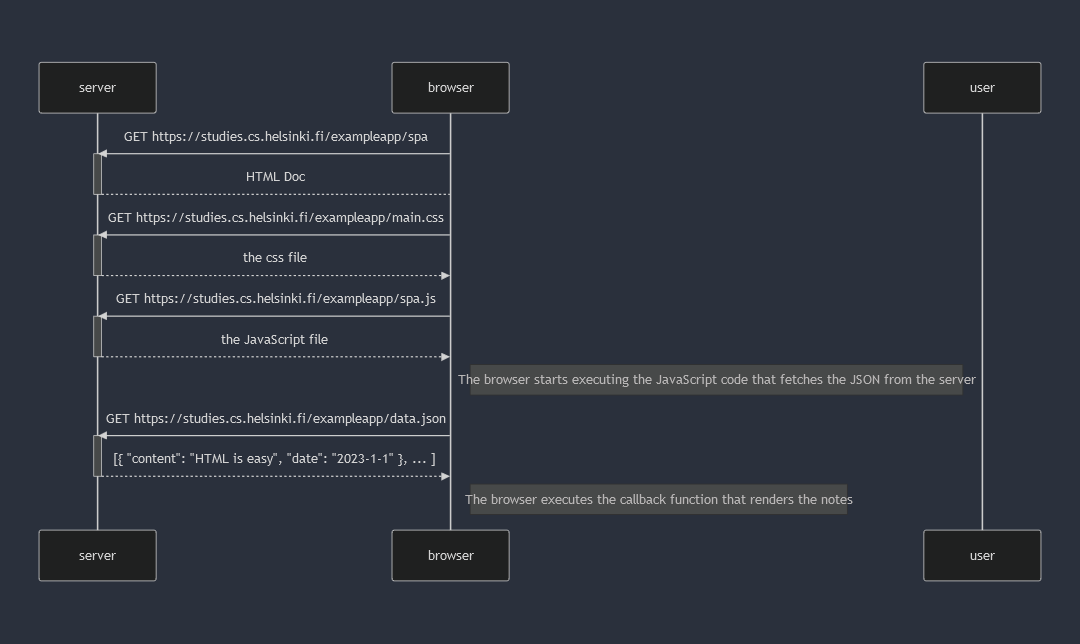 server
browser
user
GET https://studies.cs.helsinki.fi/exampleapp/spa
HTML Doc
GET https://studies.cs.helsinki.fi/exampleapp/main.css
the css file
GET https://studies.cs.helsinki.fi/exampleapp/spa.js
the JavaScript file
The browser starts executing the JavaScript code that fetches the JSON from the server
GET https://studies.cs.helsinki.fi/exampleapp/data.json
[{ "content": "HTML is easy", "date": "2023-1-1" }, ... ]
The browser executes the callback function that renders the notes
server
browser
user